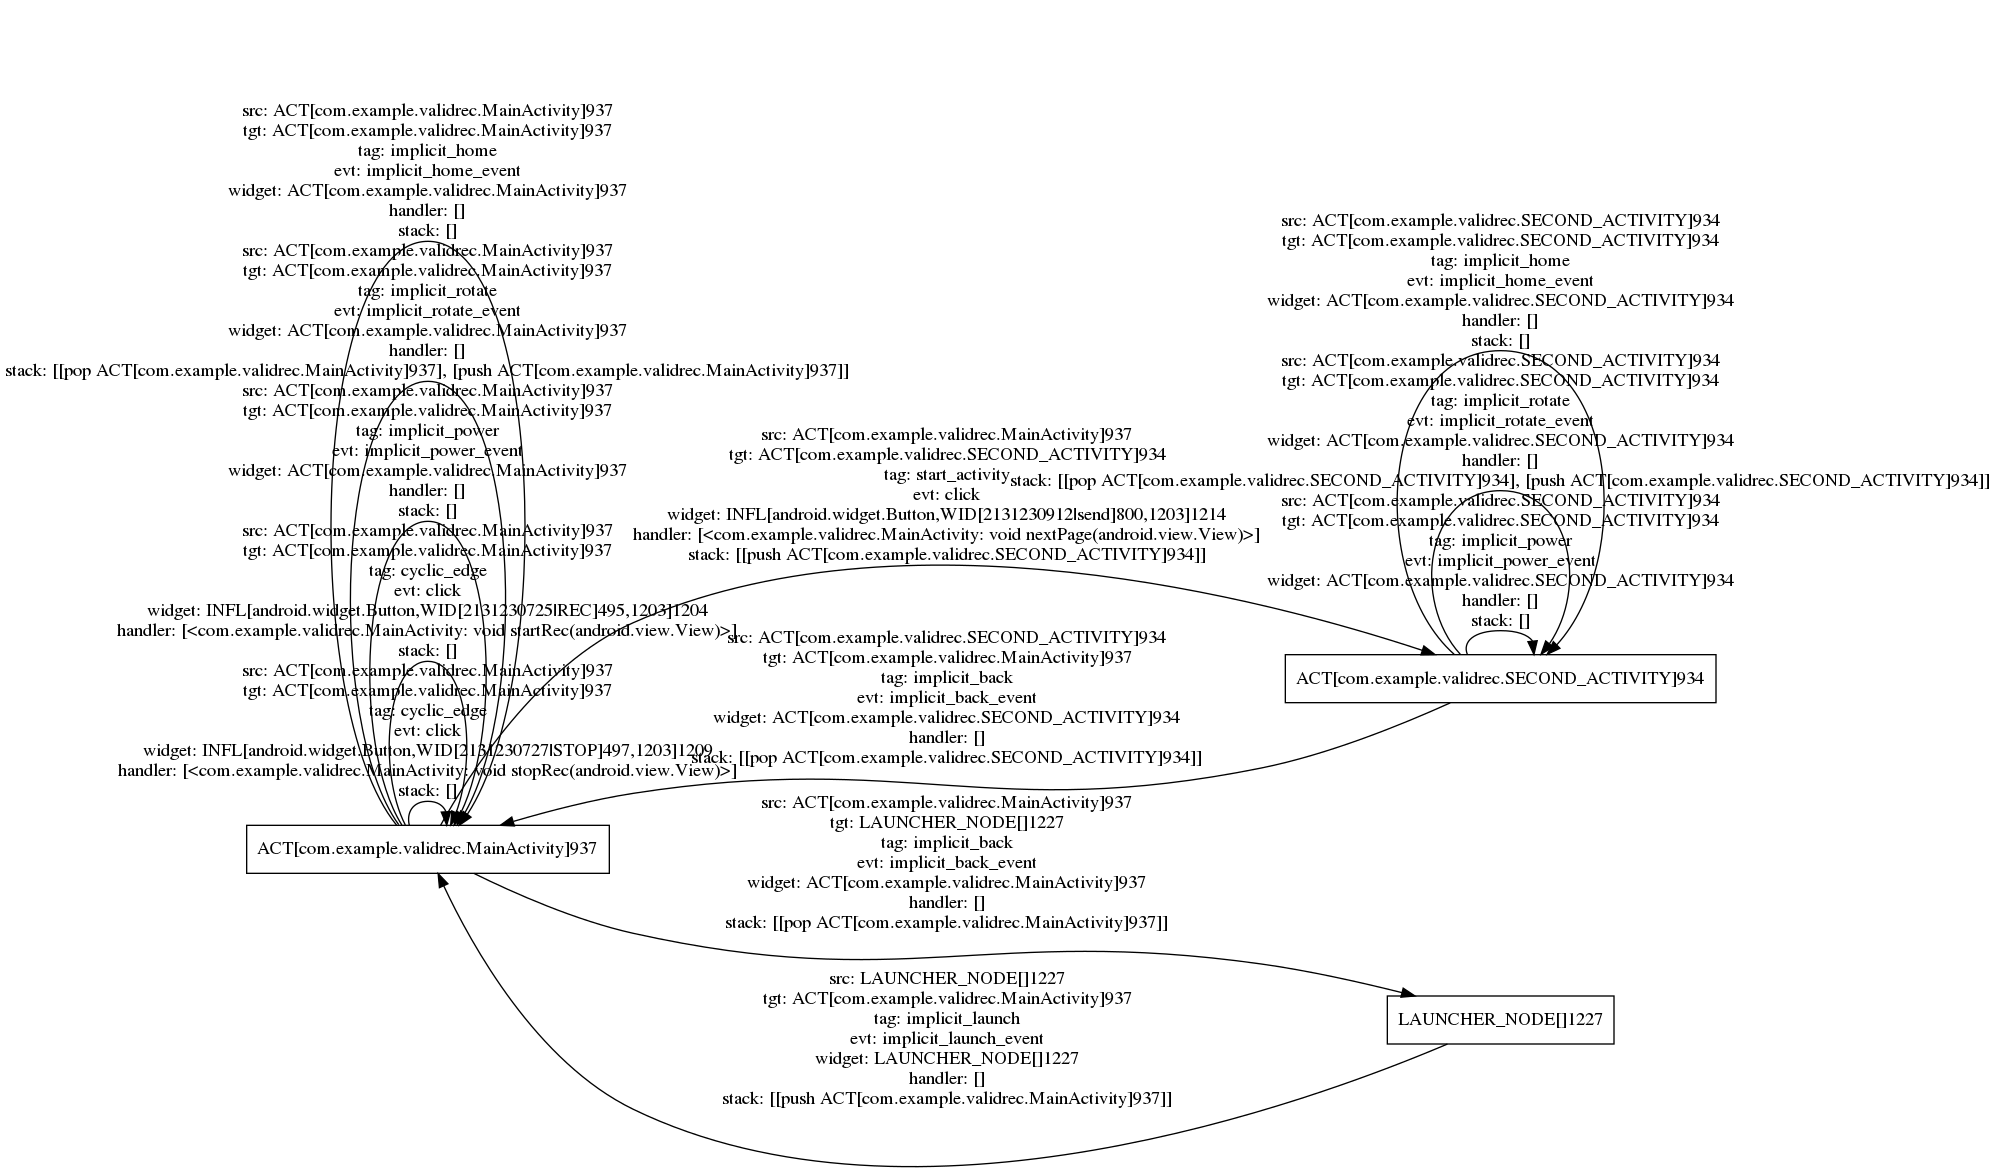 src: ACT[com.example.validrec.MainActivity]937
tgt: ACT[com.example.validrec.MainActivity]937
tag: implicit_home
evt: implicit_home_event
widget: ACT[com.example.validrec.MainActivity]937
handler: []
stack: []
src: ACT[com.example.validrec.MainActivity]937
tgt: ACT[com.example.validrec.MainActivity]937
tag: implicit_rotate
evt: implicit_rotate_event
widget: ACT[com.example.validrec.MainActivity]937
handler: []
stack: [[pop ACT[com.example.validrec.MainActivity]937], [push ACT[com.example.validrec.MainActivity]937]]
src: ACT[com.example.validrec.MainActivity]937
tgt: ACT[com.example.validrec.MainActivity]937
tag: implicit_power
evt: implicit_power_event
widget: ACT[com.example.validrec.MainActivity]937
handler: []
stack: []
src: ACT[com.example.validrec.MainActivity]937
tgt: ACT[com.example.validrec.MainActivity]937
tag: cyclic_edge
evt: click
widget: INFL[android.widget.Button,WID[2131230725|REC]495,1203]1204
handler: [<com.example.validrec.MainActivity: void startRec(android.view.View)>]
stack: []
src: ACT[com.example.validrec.MainActivity]937
tgt: ACT[com.example.validrec.MainActivity]937
tag: cyclic_edge
evt: click
widget: INFL[android.widget.Button,WID[2131230727|STOP]497,1203]1209
handler: [<com.example.validrec.MainActivity: void stopRec(android.view.View)>]
stack: []
ACT[com.example.validrec.MainActivity]937
src: ACT[com.example.validrec.MainActivity]937
tgt: ACT[com.example.validrec.SECOND_ACTIVITY]934
tag: start_activity
evt: click
widget: INFL[android.widget.Button,WID[2131230912|send]800,1203]1214
handler: [<com.example.validrec.MainActivity: void nextPage(android.view.View)>]
stack: [[push ACT[com.example.validrec.SECOND_ACTIVITY]934]]
src: ACT[com.example.validrec.SECOND_ACTIVITY]934
tgt: ACT[com.example.validrec.MainActivity]937
tag: implicit_back
evt: implicit_back_event
widget: ACT[com.example.validrec.SECOND_ACTIVITY]934
handler: []
stack: [[pop ACT[com.example.validrec.SECOND_ACTIVITY]934]]
src: ACT[com.example.validrec.MainActivity]937
tgt: LAUNCHER_NODE[]1227
tag: implicit_back
evt: implicit_back_event
widget: ACT[com.example.validrec.MainActivity]937
handler: []
stack: [[pop ACT[com.example.validrec.MainActivity]937]]
src: LAUNCHER_NODE[]1227
tgt: ACT[com.example.validrec.MainActivity]937
tag: implicit_launch
evt: implicit_launch_event
widget: LAUNCHER_NODE[]1227
handler: []
stack: [[push ACT[com.example.validrec.MainActivity]937]]
src: ACT[com.example.validrec.SECOND_ACTIVITY]934
tgt: ACT[com.example.validrec.SECOND_ACTIVITY]934
tag: implicit_home
evt: implicit_home_event
widget: ACT[com.example.validrec.SECOND_ACTIVITY]934
handler: []
stack: []
src: ACT[com.example.validrec.SECOND_ACTIVITY]934
tgt: ACT[com.example.validrec.SECOND_ACTIVITY]934
tag: implicit_rotate
evt: implicit_rotate_event
widget: ACT[com.example.validrec.SECOND_ACTIVITY]934
handler: []
stack: [[pop ACT[com.example.validrec.SECOND_ACTIVITY]934], [push ACT[com.example.validrec.SECOND_ACTIVITY]934]]
src: ACT[com.example.validrec.SECOND_ACTIVITY]934
tgt: ACT[com.example.validrec.SECOND_ACTIVITY]934
tag: implicit_power
evt: implicit_power_event
widget: ACT[com.example.validrec.SECOND_ACTIVITY]934
handler: []
stack: []
ACT[com.example.validrec.SECOND_ACTIVITY]934
LAUNCHER_NODE[]1227